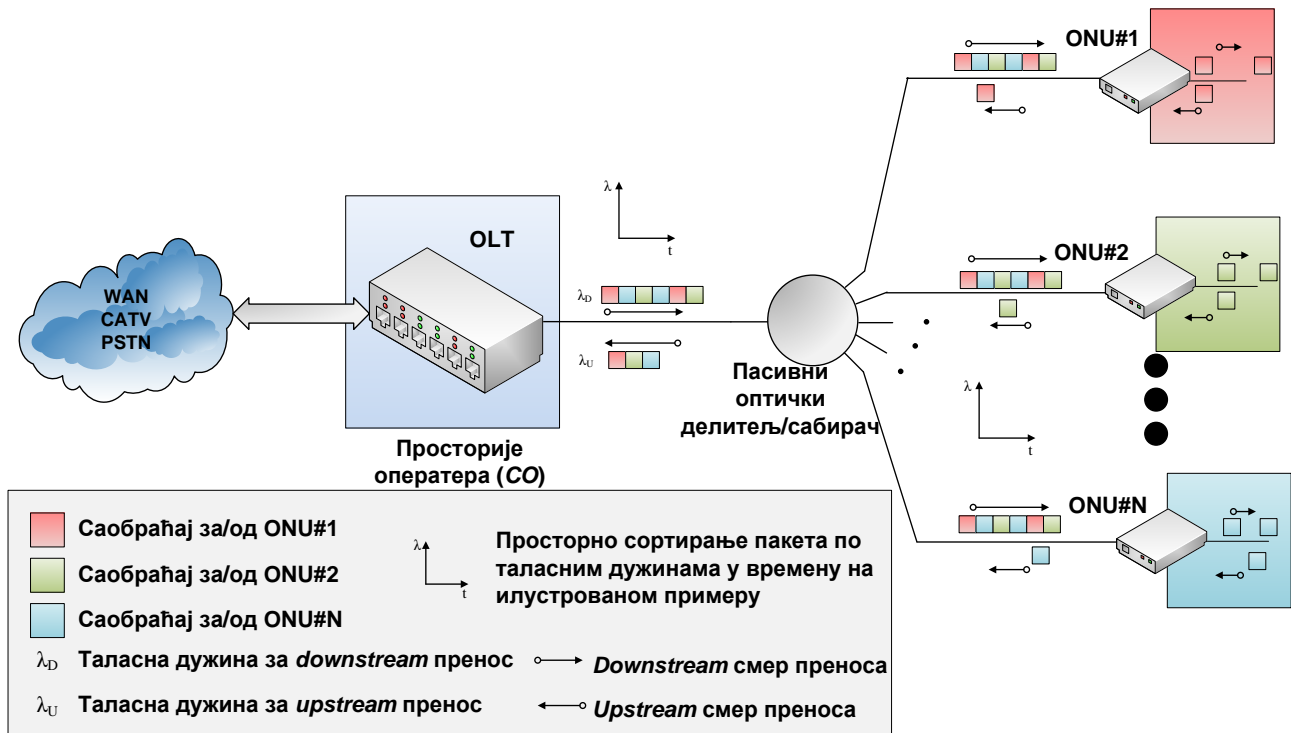 ONU#1
λ
t
OLT
ONU#2
WAN
CATV
PSTN
λD
λU
Пасивни
оптички
делитељ/сабирач
λ
t
Просторије
оператера (CO)
ONU#N
Саобраћај за/од ONU#1
Саобраћај за/од ONU#2
Саобраћај за/од ONU#N
λD Таласна дужина за downstream пренос
λU Таласна дужина за upstream пренос
λ
t
Просторно сортирање пакета по
таласним дужинама у времену на
илустрованом примеру
Downstream смер преноса
Upstream смер преноса